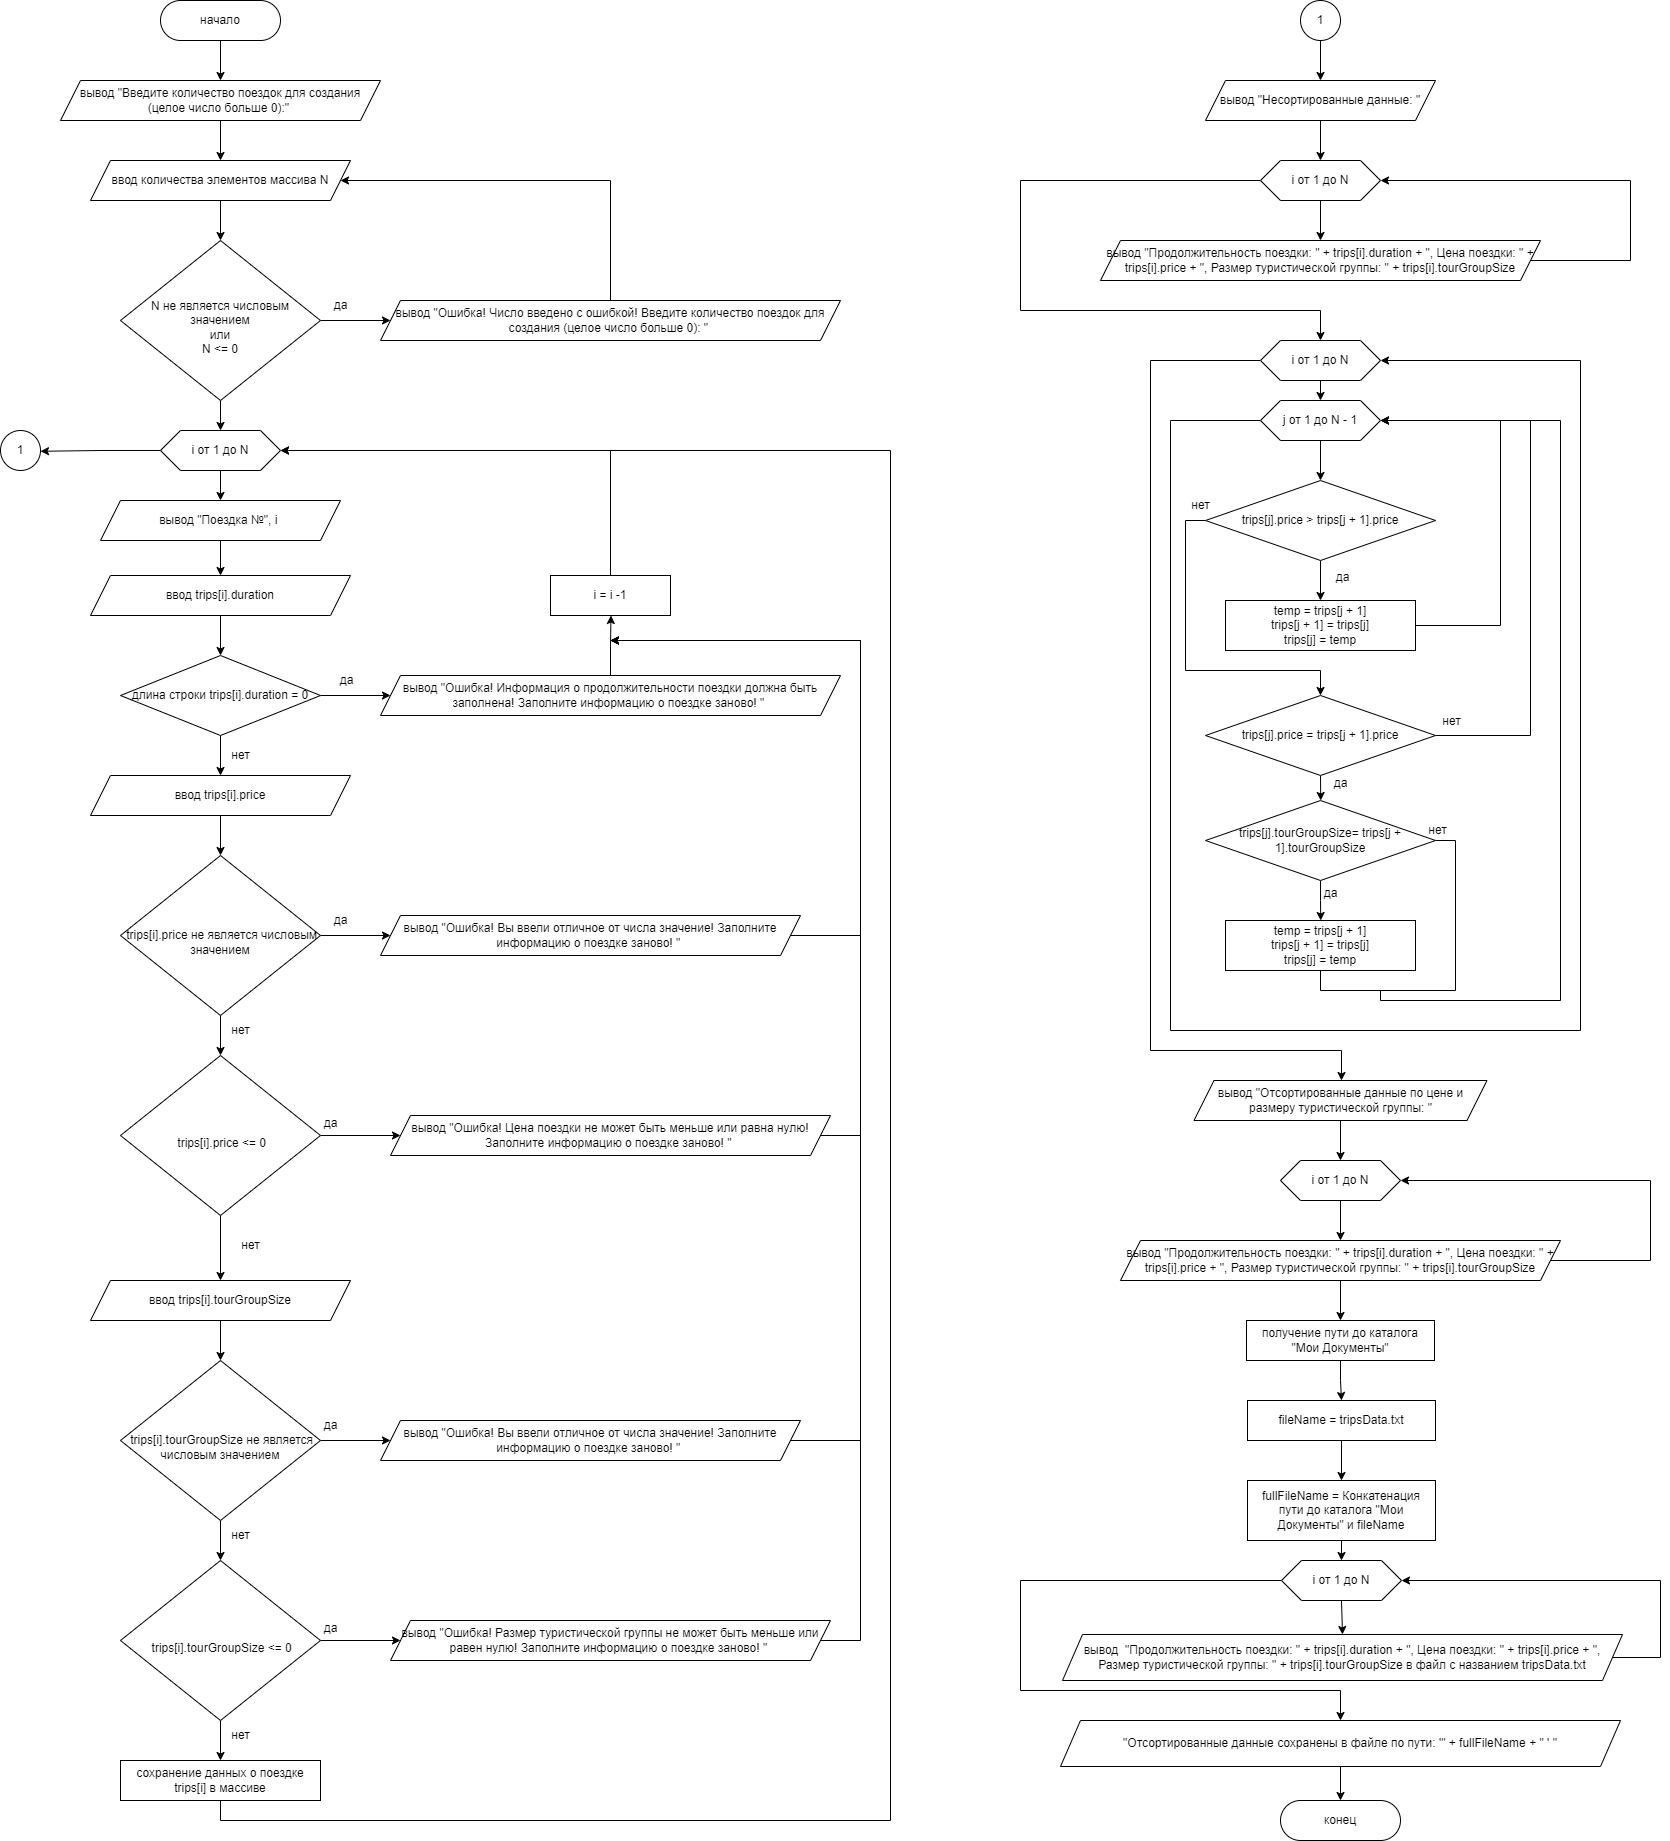 начало
вывод "Введите количество поездок для создания
(целое число больше 0):"
ввод количества элементов массива N
N не является числовым
значением
или
N <= 0
да
вывод "Ошибка! Число введено с ошибкой! Введите количество поездок для
создания (целое число больше 0): "
1
i от 1 до N
вывод "Поездка №", i
ввод trips[i].duration
i = i -1
длина строки trips[i].duration = 0
да
вывод "Ошибка! Информация о продолжительности поездки должна быть
заполнена! Заполните информацию о поездке заново! "
нет
ввод trips[i].price
trips[i].price не является числовым
значением
да
вывод "Ошибка! Вы ввели отличное от числа значение! Заполните
информацию о поездке заново! "
нет
trips[i].price <= 0
да
вывод "Ошибка! Цена поездки не может быть меньше или равна нулю!
Заполните информацию о поездке заново! "
нет
ввод trips[i].tourGroupSize
trips[i].tourGroupSize не является
числовым значением
да
вывод "Ошибка! Вы ввели отличное от числа значение! Заполните
информацию о поездке заново! "
нет
trips[i].tourGroupSize <= 0
да
вывод "Ошибка! Размер туристической группы не может быть меньше или
равен нулю! Заполните информацию о поездке заново! "
нет
сохранение данных о поездке
trips[i] в массиве
1
вывод "Несортированные данные: "
i от 1 до N
вывод "Продолжительность поездки: " + trips[i].duration + ", Цена поездки: " +
trips[i].price + ", Размер туристической группы: " + trips[i].tourGroupSize
i от 1 до N
j от 1 до N - 1
нет
trips[j].price > trips[j + 1].price
да
temp = trips[j + 1]
trips[j + 1] = trips[j]
trips[j] = temp
trips[j].price = trips[j + 1].price
нет
да
trips[j].tourGroupSize= trips[j +
1].tourGroupSize
нет
да
temp = trips[j + 1]
trips[j + 1] = trips[j]
trips[j] = temp
вывод "Отсортированные данные по цене и
размеру туристической группы: "
i от 1 до N
вывод "Продолжительность поездки: " + trips[i].duration + ", Цена поездки: " +
trips[i].price + ", Размер туристической группы: " + trips[i].tourGroupSize
получение пути до каталога
"Мои Документы"
fileName = tripsData.txt
fullFileName = Конкатенация
пути до каталога "Мои
Документы" и fileName
i от 1 до N
вывод "Продолжительность поездки: " + trips[i].duration + ", Цена поездки: " + trips[i].price + ",
Размер туристической группы: " + trips[i].tourGroupSize в файл с названием tripsData.txt
"Отсортированные данные сохранены в файле по пути: '" + fullFileName + " ' "
конец